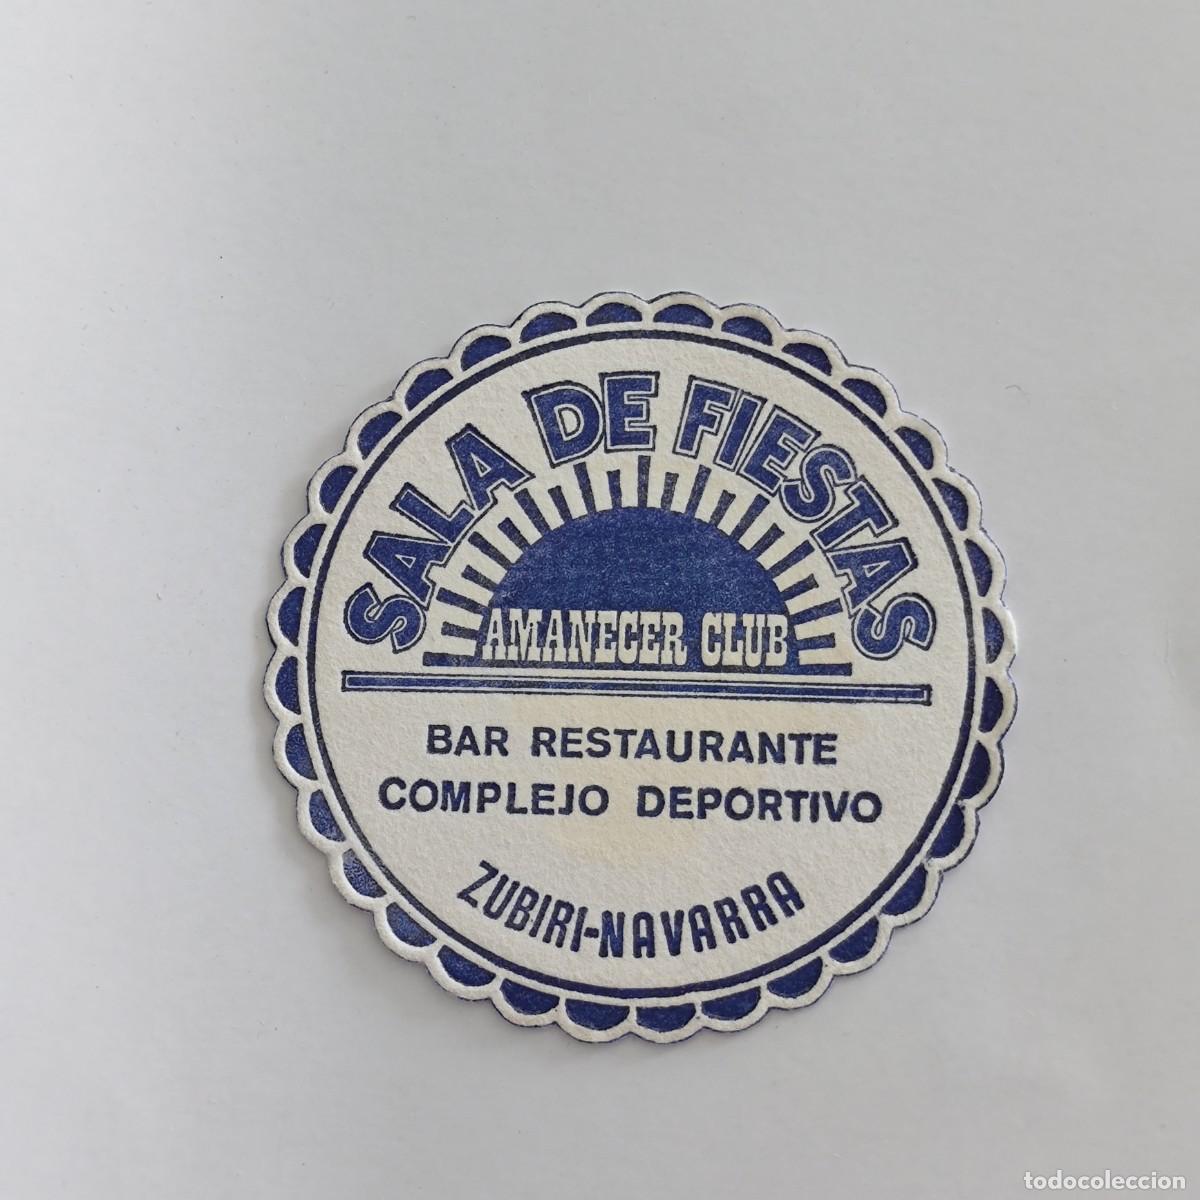 SALA DE FIESTAS
AMANECER CLUB
BAR RESTAURANTE
COMPLEJO DEPORTIVO
ZUBIRI-NAVARRA
todocoleccion